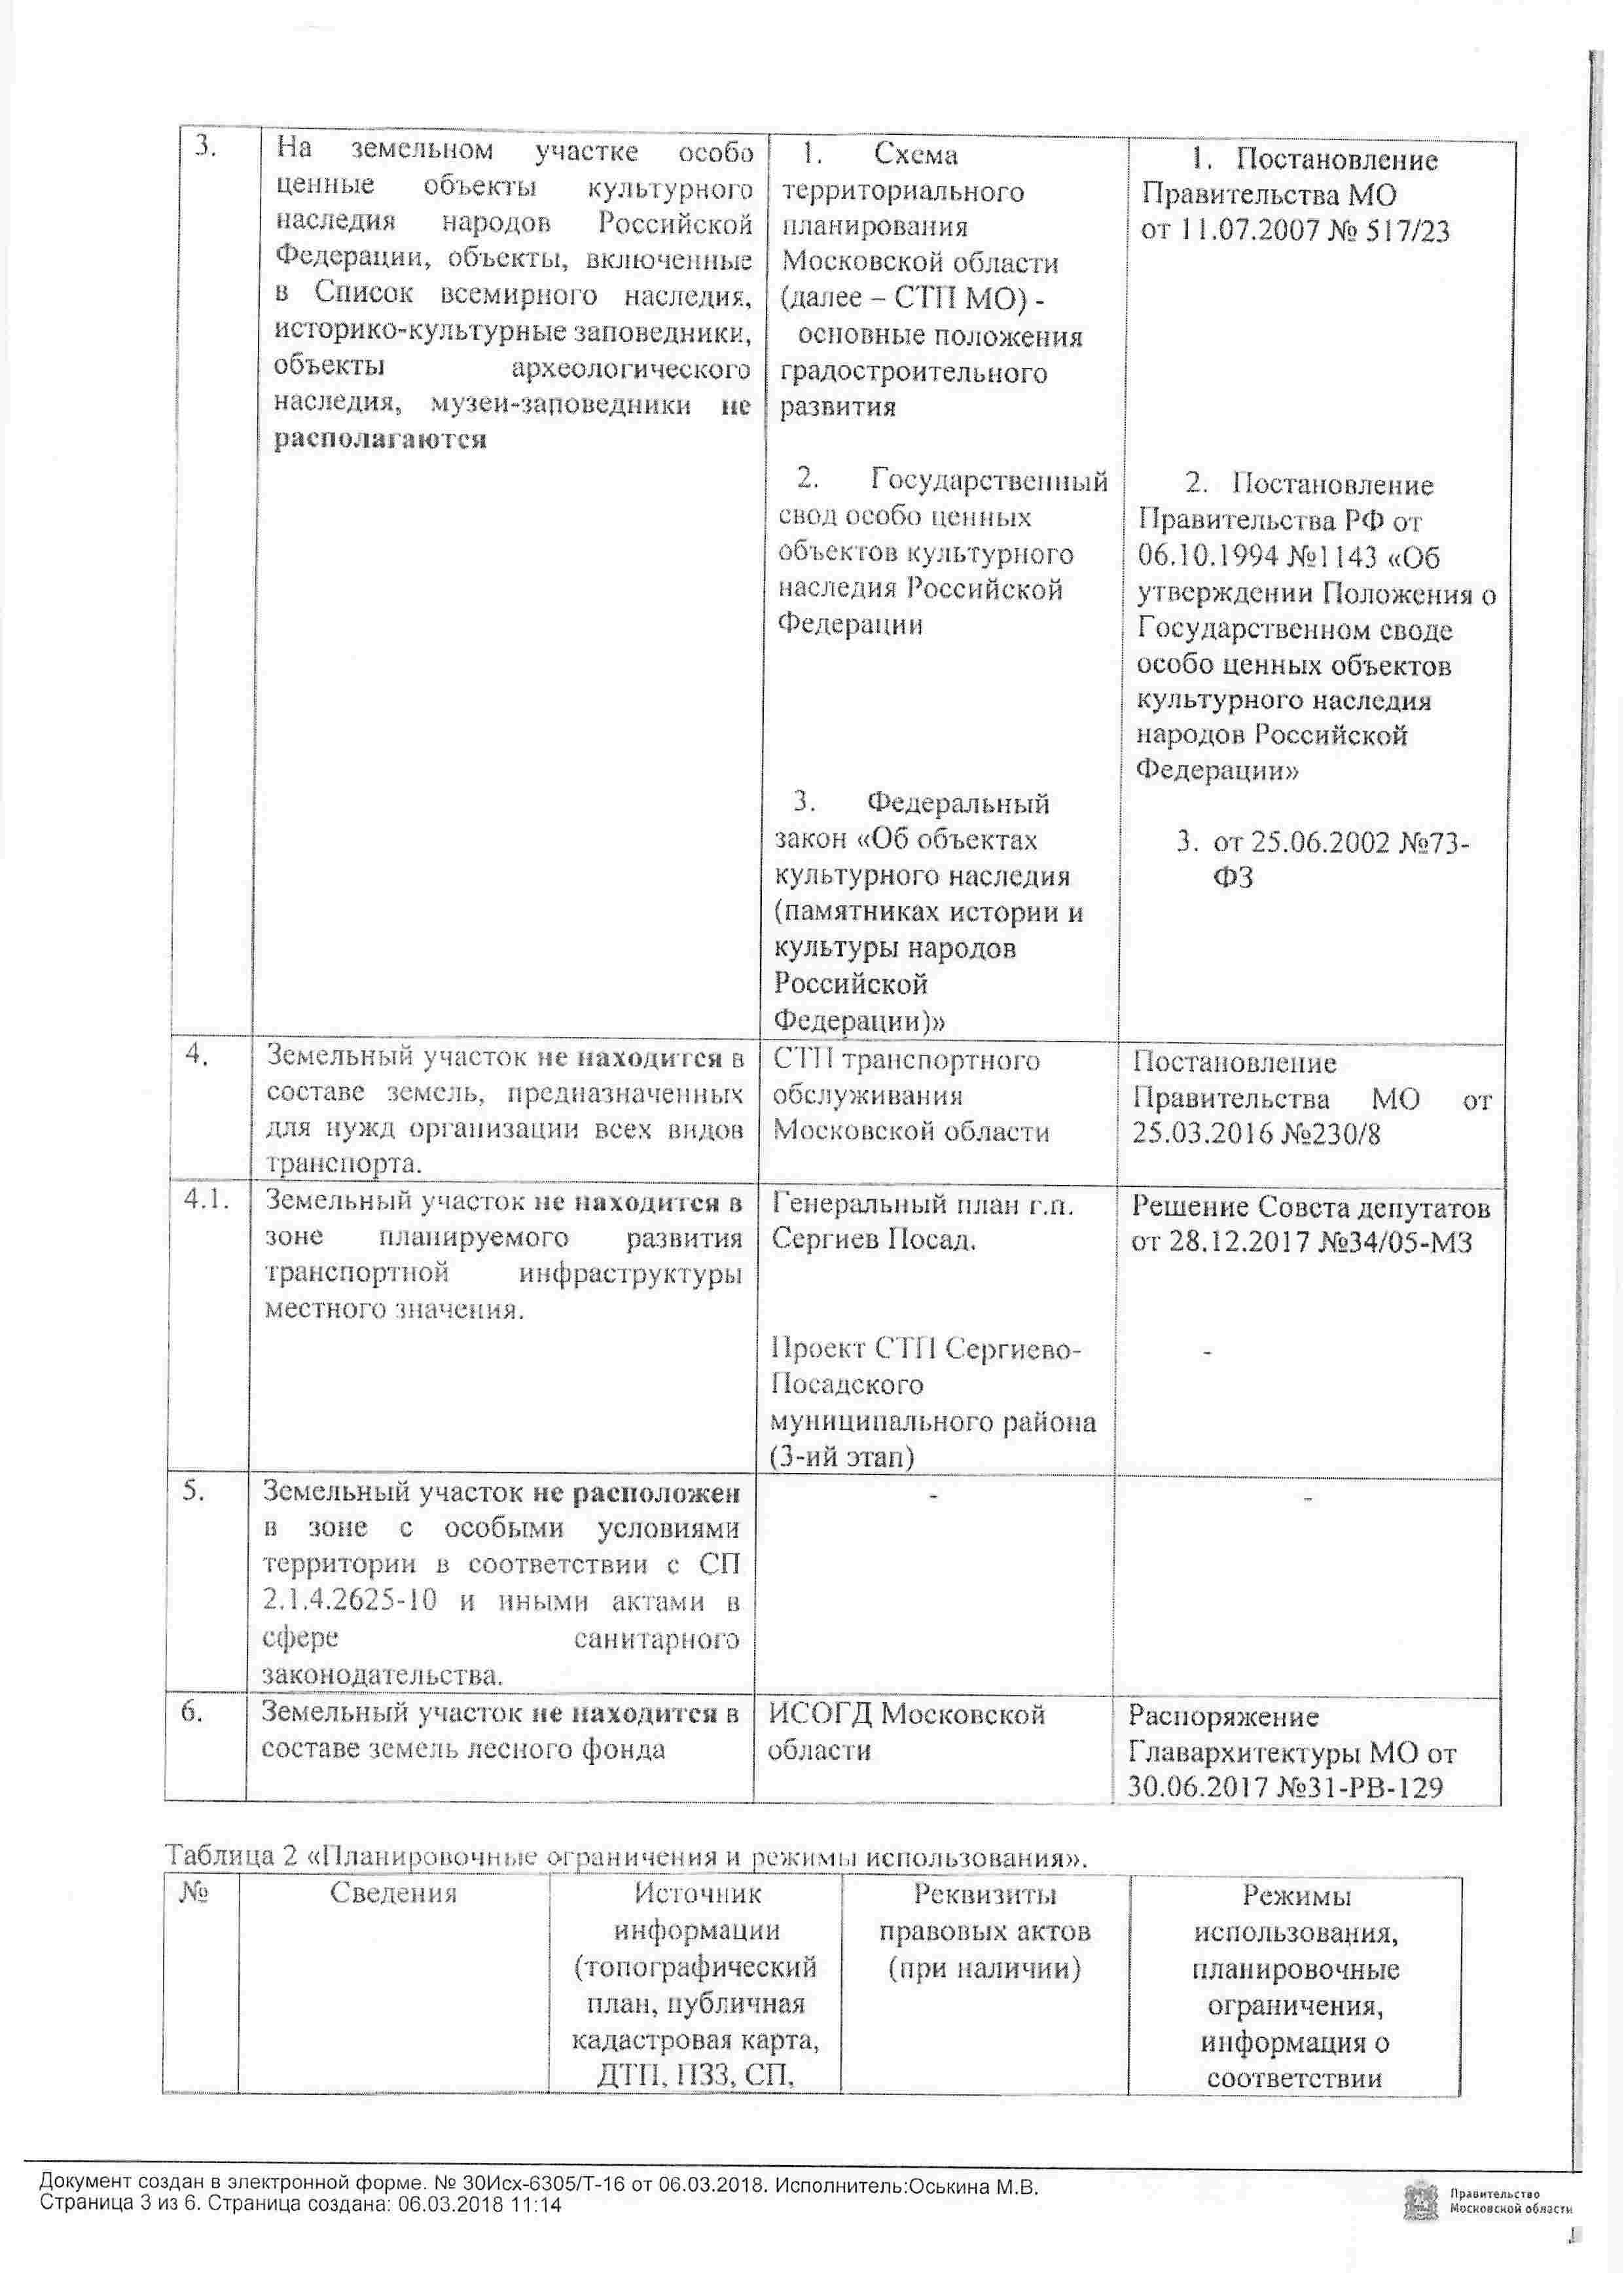 3.
На земельном участке особо
ценные объекты культурного
наследия народов Российской
Федерации, объекты, включенные
в Список всемирного наследия,
историко-культурные заповедники,
объекты археологического
наследия, музеи-заповедники не
располагаются
1. Схема
территориального
планирования
Московской области
(далее – СТП МО) -
основные положения
градостроительного
развития
2. Государственный
свод особо ценных
объектов культурного
наследия Российской
Федерации
3. Федеральный
закон «Об объектах
культурного наследия
(памятниках истории и
культуры народов
Российской
Федерации)»
1. Постановление
Правительства МО
от 11.07.2007 № 517/23
2. Постановление
Правительства РФ от
06.10.1994 №1143 «Об
утверждении Положения о
Государственном своде
особо ценных объектов
культурного наследия
народов Российской
Федерации»
3. от 25.06.2002 №73-
ФЗ
4.
Земельный участок не находится в
составе земель, предназначенных
для нужд организации всех видов
транспорта.
СТП транспортного
обслуживания
Московской области
Постановление
Правительства МО от
25.03.2016 №230/8
4.1.
Земельный участок не находится в
зоне планируемого развития
транспортной инфраструктуры
местного значения.
Генеральный план г.п.
Сергиев Посад.
Проект СТП Сергиево-
Посадского
муниципального района
(3-ий этап)
Решение Совета депутатов
от 28.12.2017 №34/05-МЗ
-
5.
Земельный участок не расположен
в зоне с особыми условиями
территории в соответствии с СП
2.1.4.2625-10 и иными актами в
сфере санитарного
законодательства.
-
-
6.
Земельный участок не находится в
составе земель лесного фонда
ИСОГД Московской
области
Распоряжение
Главархитектуры МО от
30.06.2017 №31-РВ-129
Таблица 2 «Планировочные ограничения и режимы использования».
№
Сведения
Источник
информации
(топографический
план, публичная
кадастровая карта,
ДТП, ПЗЗ, СП,
Реквизиты
правовых актов
(при наличии)
Режимы
использования,
планировочные
ограничения,
информация о
соответствии
Документ создан в электронной форме. № 30Исх-6305/Т-16 от 06.03.2018. Исполнитель:Оськина М.В.
Страница 3 из 6. Страница создана: 06.03.2018 11:14
Правительство
Московской области